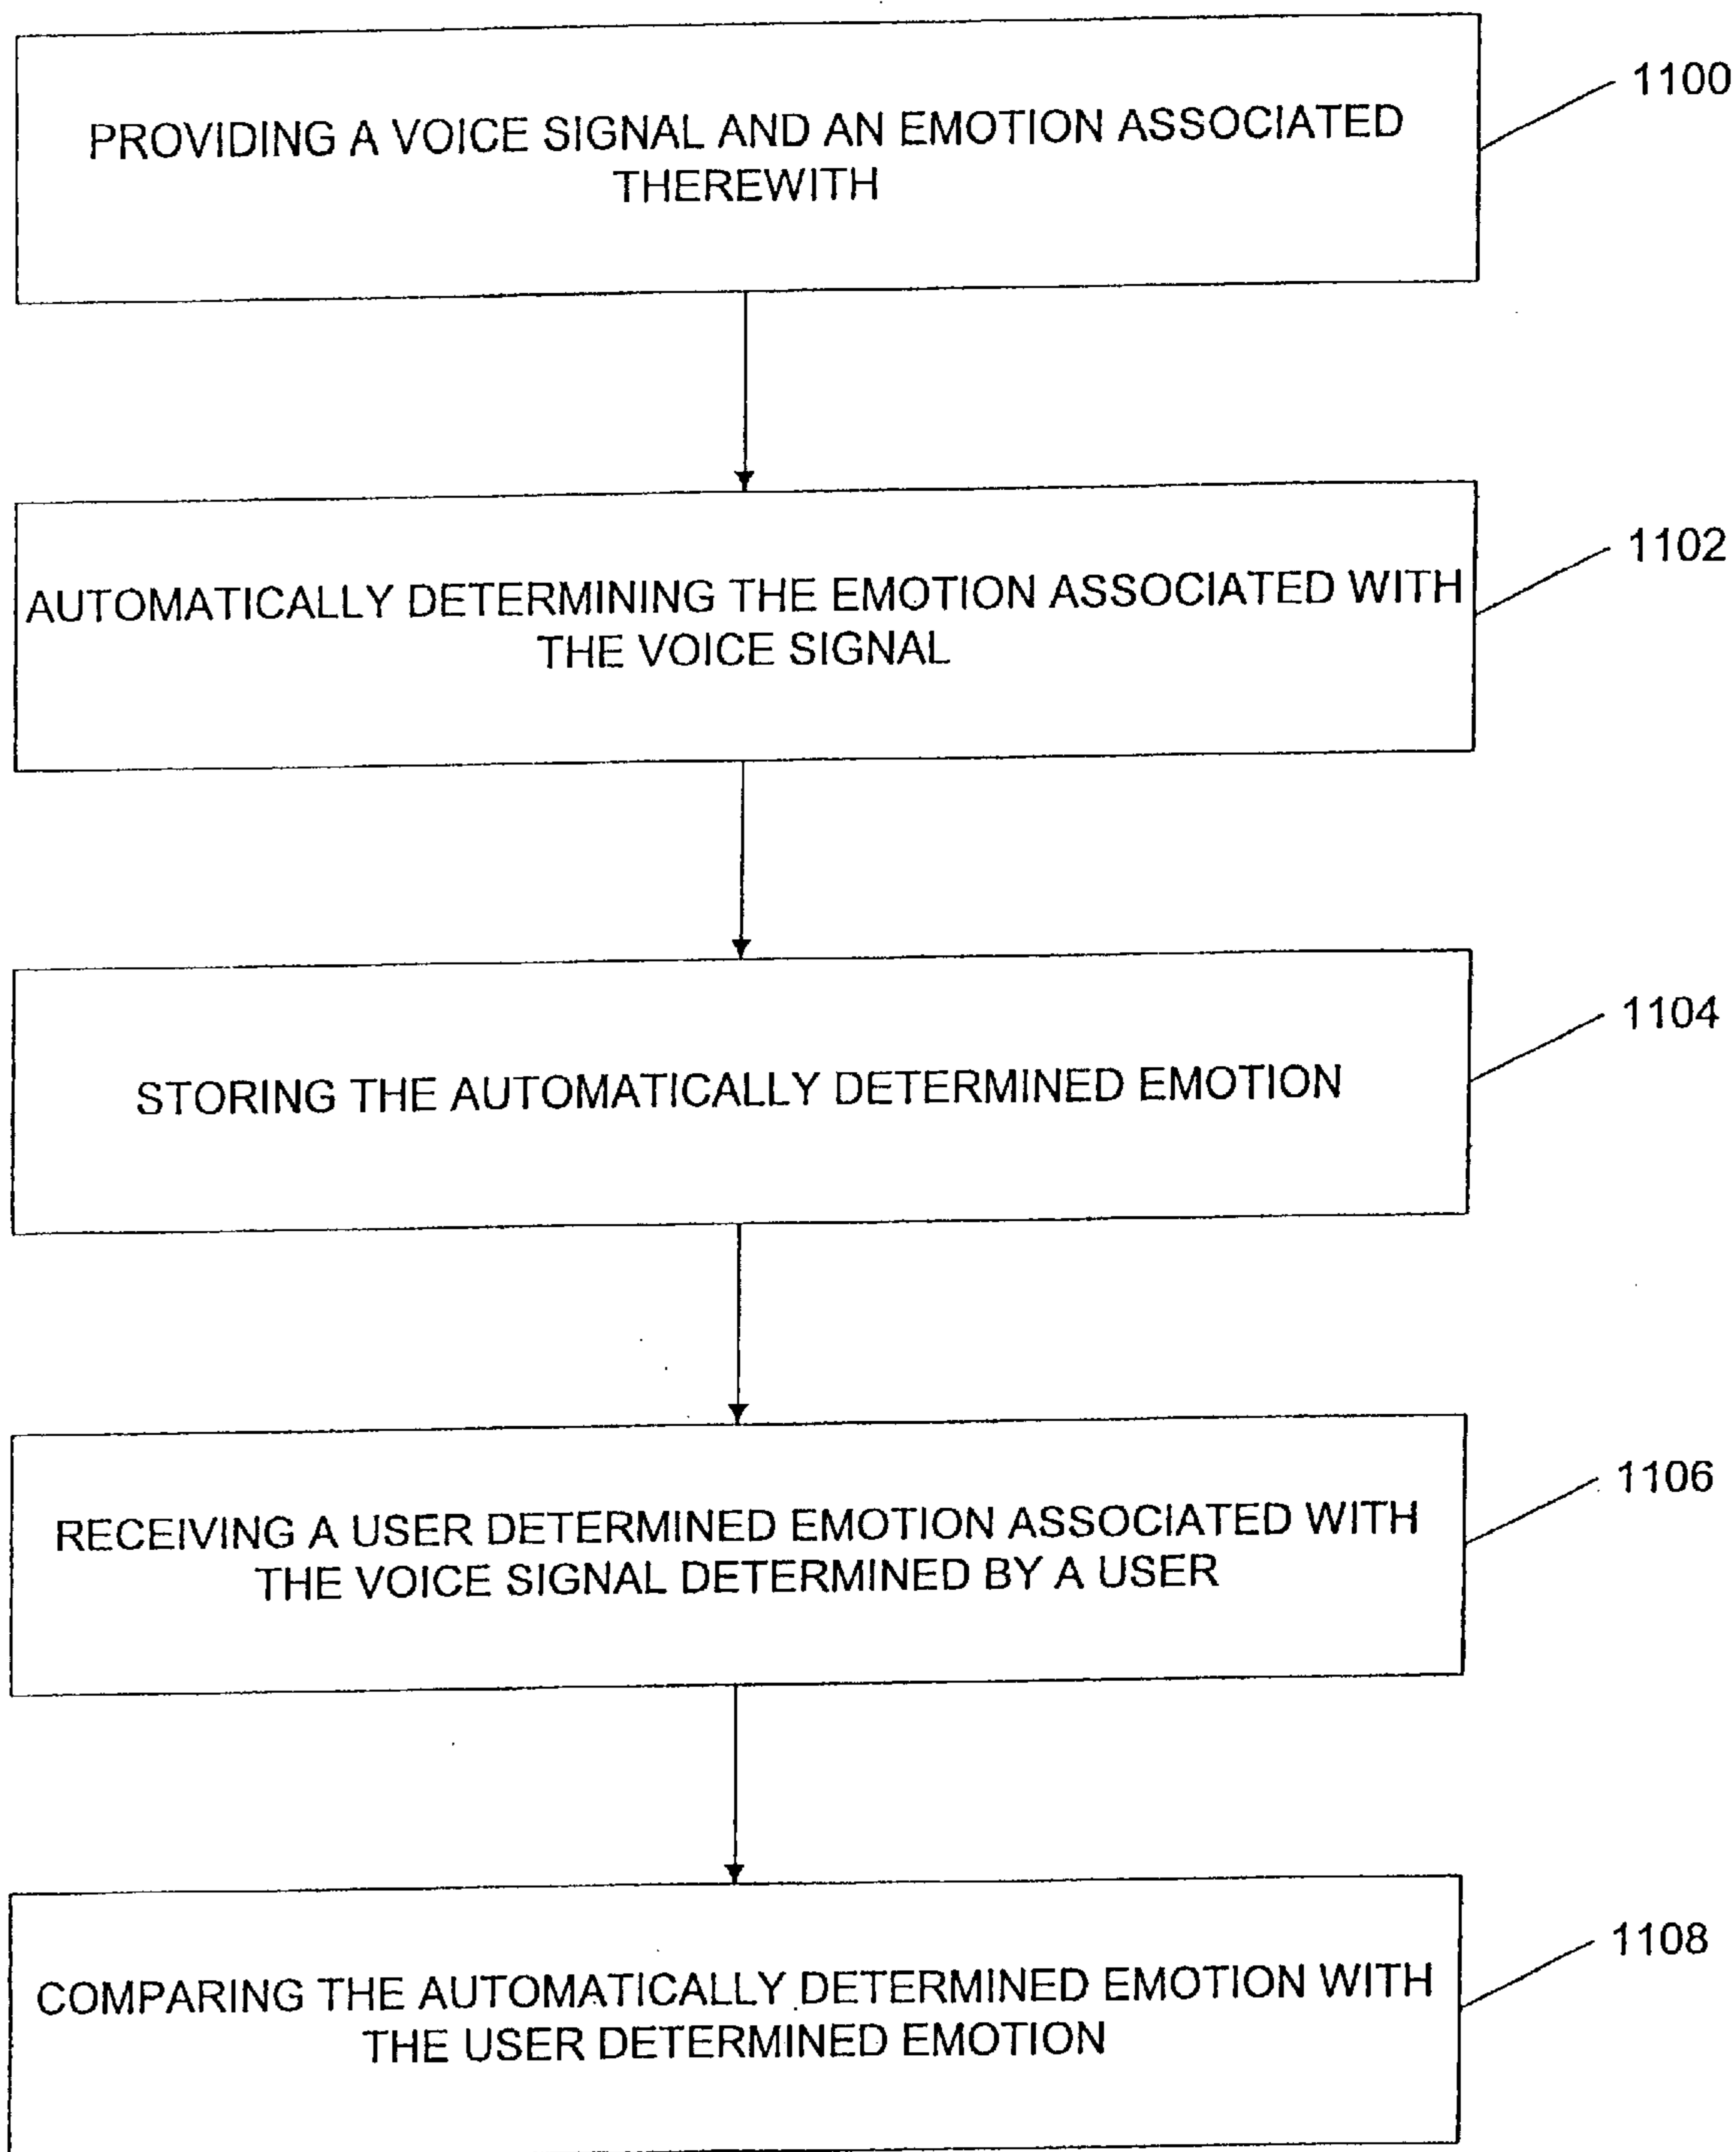 1100
PROVIDING A VOICE SIGNAL AND AN EMOTION ASSOCIATED
THEREWITH
1102
AUTOMATICALLY DETERMINING THE EMOTION ASSOCIATED WITH
THE VOICE SIGNAL
1104
STORING THE AUTOMATICALLY DETERMINED EMOTION
1106
RECEIVING A USER DETERMINED EMOTION ASSOCIATED WITH
THE VOICE SIGNAL DETERMINED BY A USER
1108
COMPARING THE AUTOMATICALLY DETERMINED EMOTION WITH
THE USER DETERMINED EMOTION